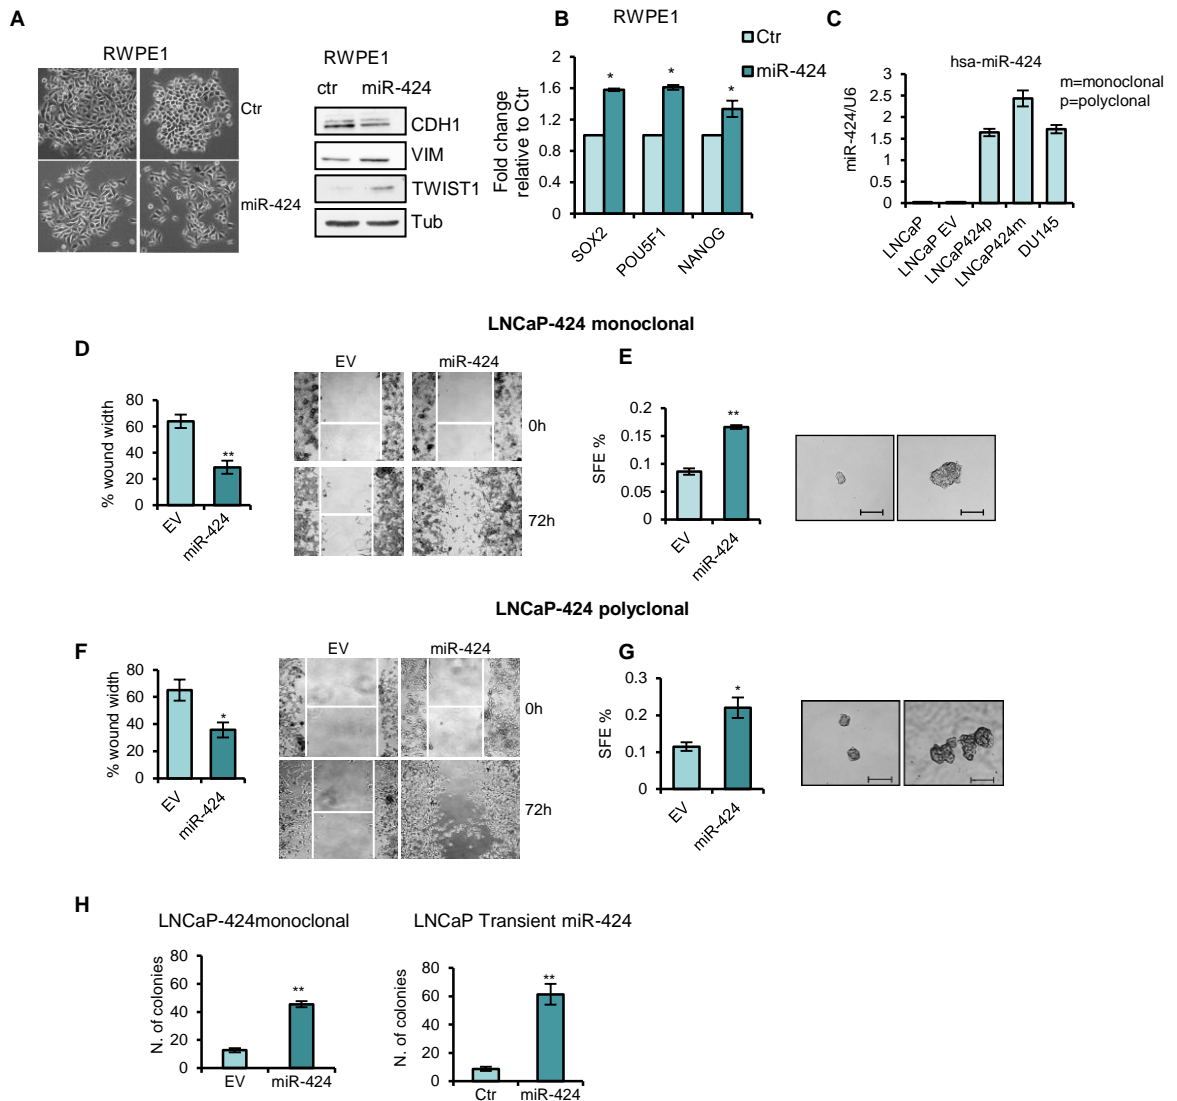 A
RWPE1
Ctr
miR-424
RWPE1
ctr miR-424
CDH1
VIM
TWIST1
Tub
B
RWPE1
Ctr
miR-424
Fold change
relative to Ctr
2
1.6
1.2
0.8
0.4
0
* * *
SOX2
POU5F1
NANOG
C
hsa-miR-424
m=monoclonal
p=polyclonal
miR-424/U6
3
2.5
2
1.5
1
0.5
0
LNCaP
LNCaP EV
LNCaP424p
LNCaP424m
DU145
LNCaP-424 monoclonal
D
% wound width
80
60
40
20
0
**
EV
miR-424
EV miR-424
0h
72h
E
SFE %
0.2
0.15
0.1
0.05
0
**
EV
miR-424
LNCaP-424 polyclonal
F
% wound width
80
60
40
20
0
*
EV
miR-424
EV miR-424
0h
72h
G
SFE %
0.3
0.2
0.1
0
*
EV
miR-424
H
LNCaP-424monoclonal
N. of colonies
80
60
40
20
0
**
EV miR-424
LNCaP Transient miR-424
N. of colonies
80
60
40
20
0
**
Ctr miR-424